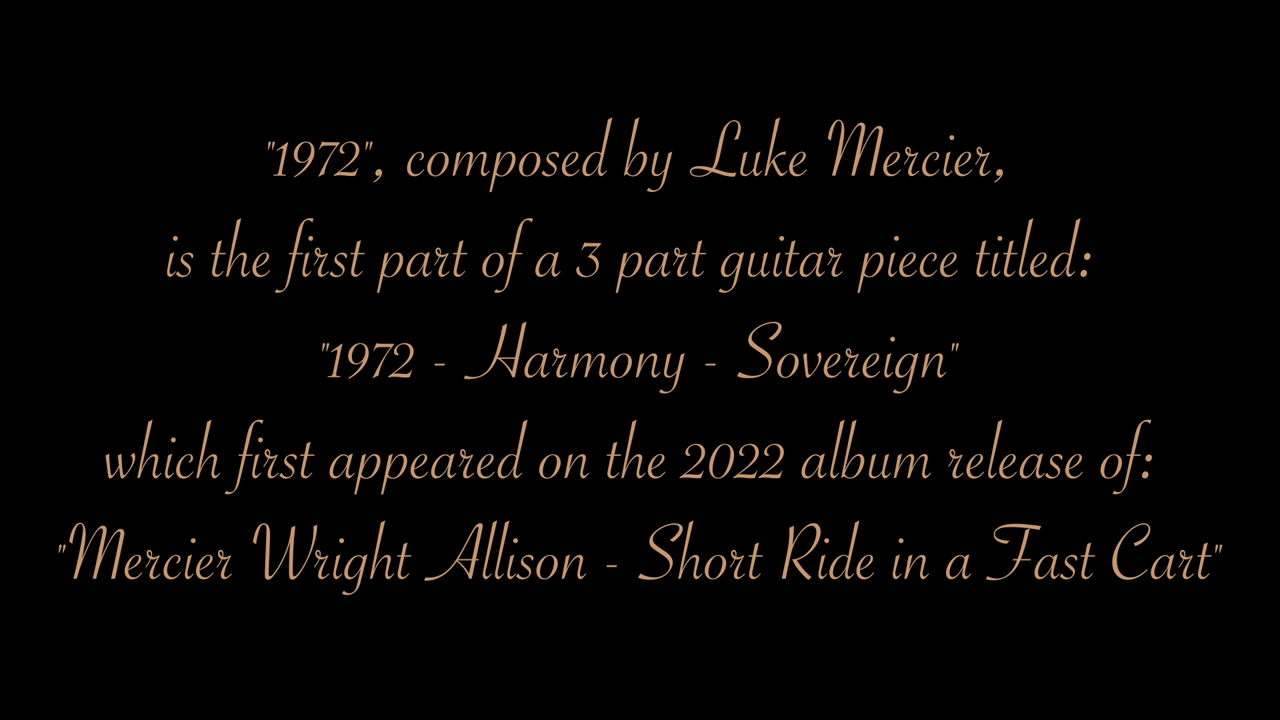 "1972", composed by Luke Mercier,
is the first part of a 3 part guitar piece titled:
"1972 - Harmony - Sovereign"
which first appeared on the 2022 album release of:
"Mercier Wright Allison - Short Ride in a Fast Cart"